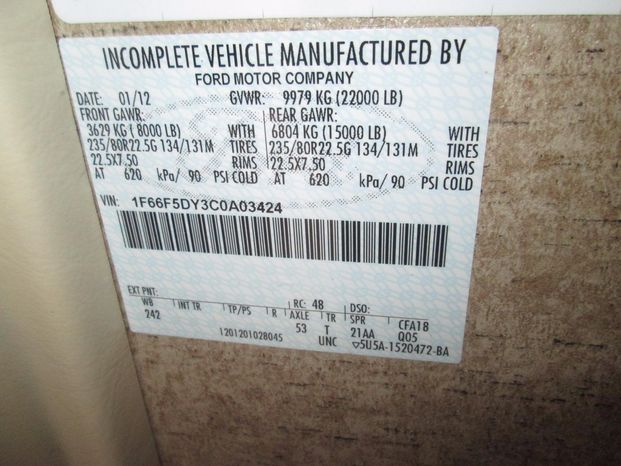 INCOMPLETE VEHICLE MANUFACTURED BY
FORD MOTOR COMPANY
DATE: 01/12 GVWR: 9979 KG (22000 LB)
FRONT GAWR: REAR GAWR:
3629 KG ( 8000 LB) WITH 6804 KG (15000 LB) WITH
235/80R22.5G 134/131M TIRES 235/80R22.5G 134/131M TIRES
22.5X7.50 RIMS 22.5X7.50 RIMS
AT 620 kPa/ 90 PSI COLD AT 620 kPa/ 90 PSI COLD
VIN: 1F66F5DY3C0A03424
EXT PNT: RC: 48 DSO:
WB INT TR TP/PS R AXLE TR SPR CFA18
242 53 T 21AA Q05
1201201028045 UNC ▽5U5A-1520472-BA